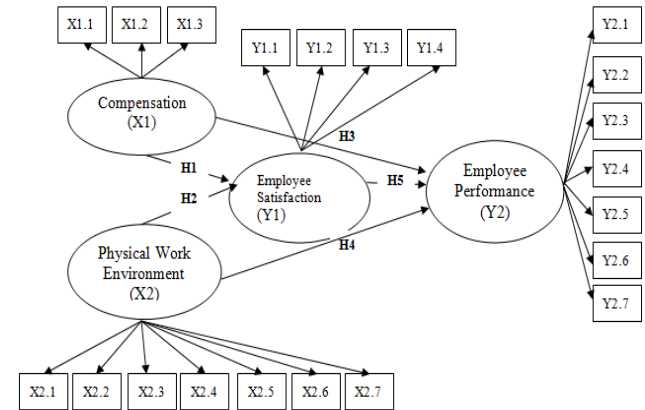 X1.1 X1.2 X1.3
Y1.1 Y1.2 Y1.3 Y1.4
Y2.1
Y2.2
Y2.3
Y2.4
Y2.5
Y2.6
Y2.7
Compensation
(X1)
H3
H1
H2
Employee
Satisfaction
(Y1)
H5
Employee
Performance
(Y2)
H4
Physical Work
Environment
(X2)
X2.1 X2.2 X2.3 X2.4 X2.5 X2.6 X2.7